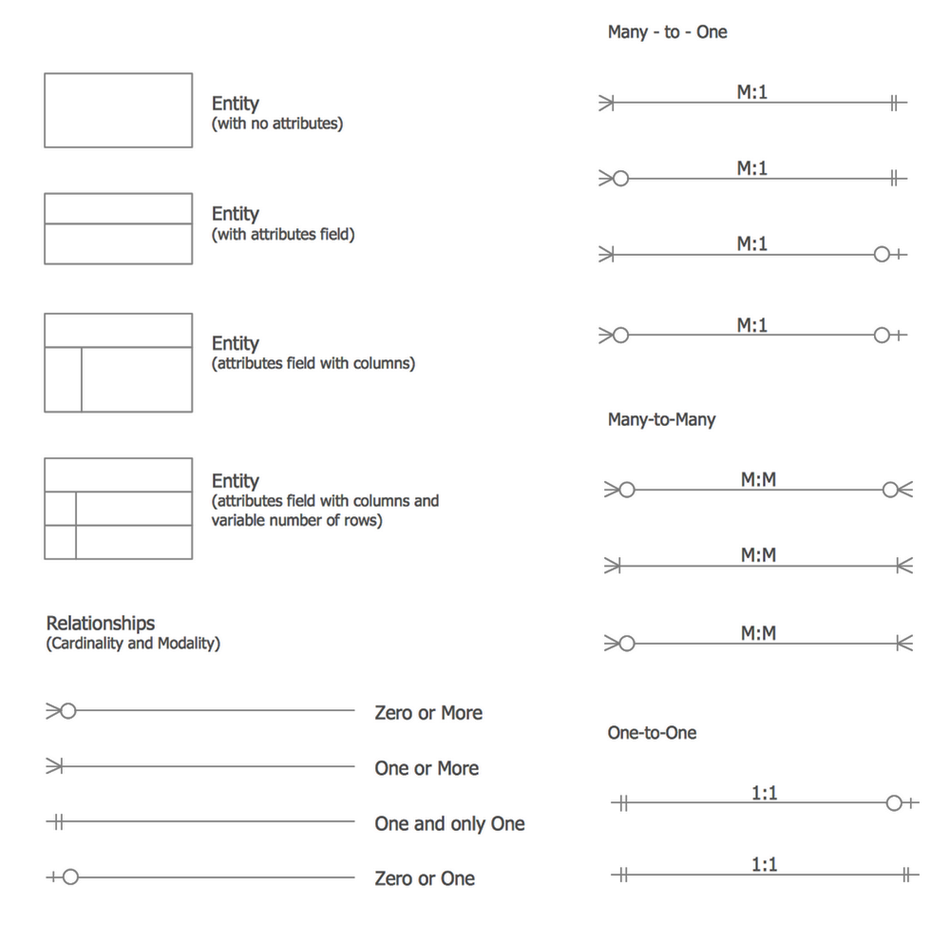 Entity
(with no attributes)
Entity
(with attributes field)
Entity
(attributes field with columns)
Entity
(attributes field with columns and
variable number of rows)
Relationships
(Cardinality and Modality)
Zero or More
One or More
One and only One
Zero or One
Many - to - One
M:1
M:1
M:1
M:1
Many-to-Many
M:M
M:M
M:M
One-to-One
1:1
1:1